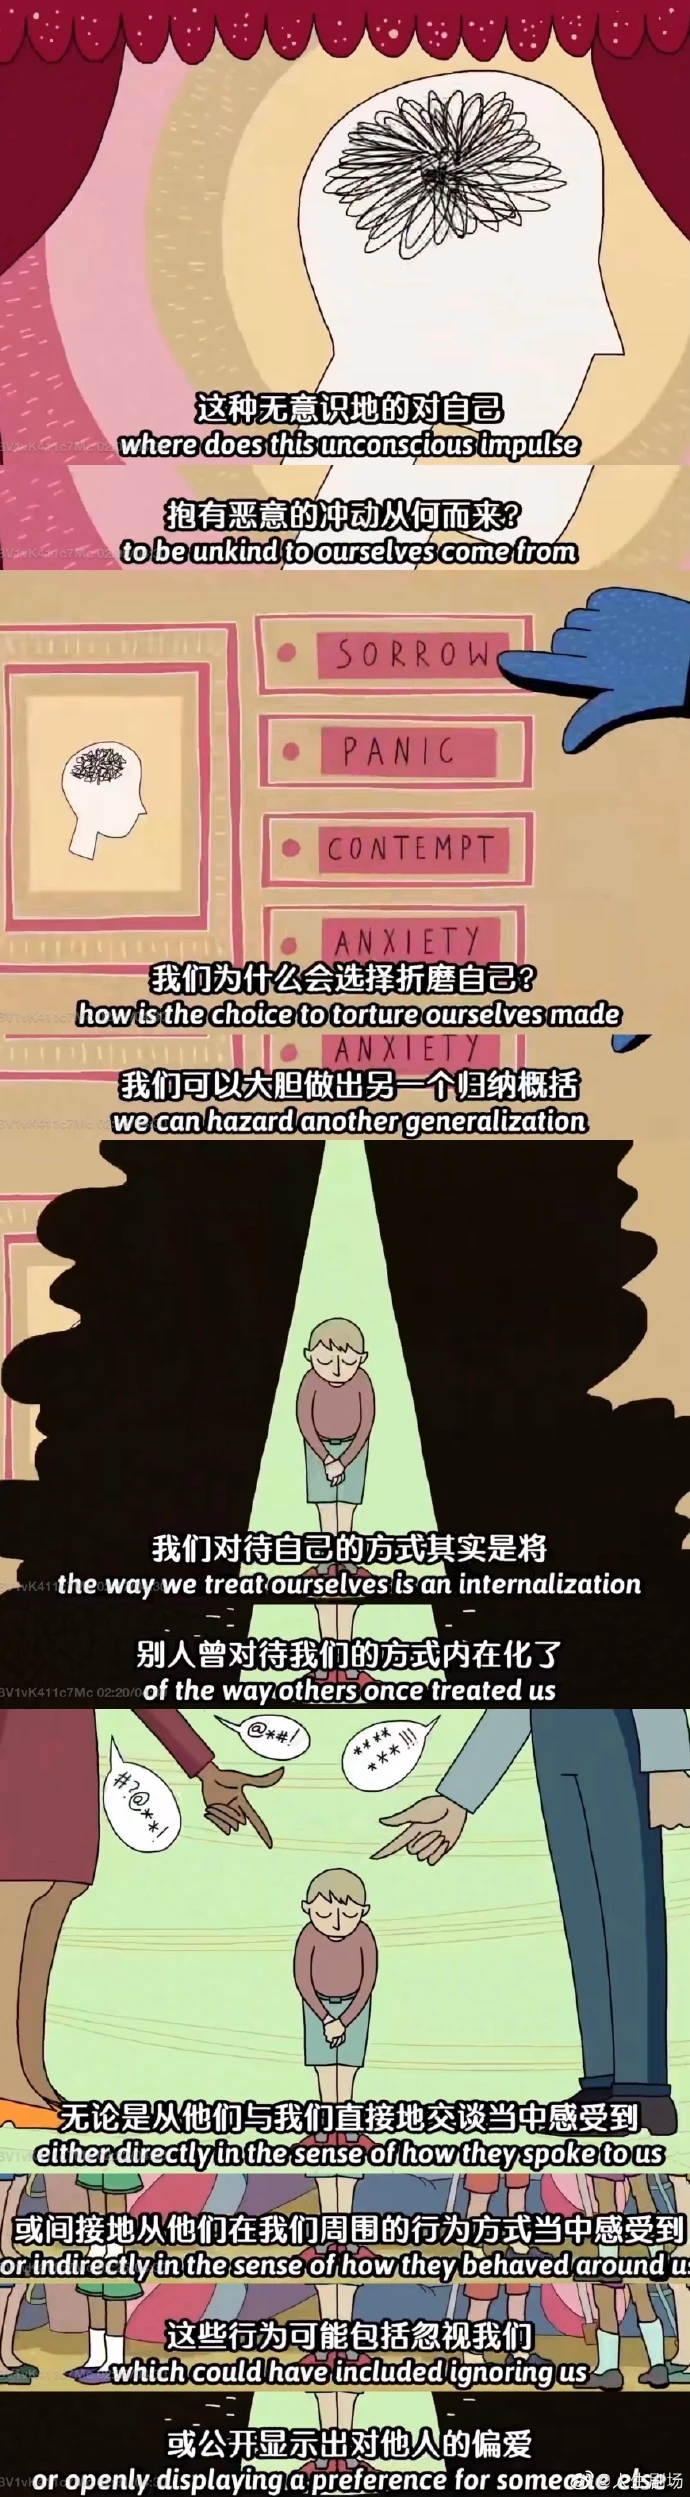 这种无意识地的对自己
where does this unconscious impulse
抱有恶意的冲动从何而来?
to be unkind to ourselves come from
SORROW
PANIC
CONTEMPT
ANXIETY
我们为什么会选择折磨自己?
how is the choice to torture ourselves made
ANXIETY
我们可以大胆做出另一个归纳概括
we can hazard another generalization
我们对待自己的方式其实是将
the way we treat ourselves is an internalization
别人曾对待我们的方式内在化了
of the way others once treated us
@*#!
#?@**!
*******!!!
无论是从他们与我们直接地交谈当中感受到
either directly in the sense of how they spoke to us
或间接地从他们在我们周围的行为方式当中感受到
or indirectly in the sense of how they behaved around us
这些行为可能包括忽视我们
which could have included ignoring us
或公开显示出对他人的偏爱
or openly displaying a preference for someone else